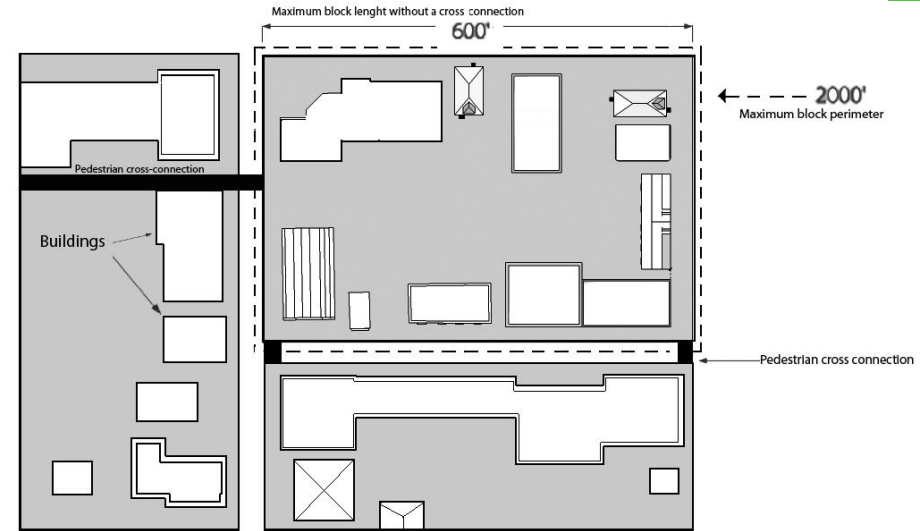 Maximum block lenght without a cross connection
600'
2000'
Maximum block perimeter
Pedestrian cross-connection
Buildings
Pedestrian cross connection